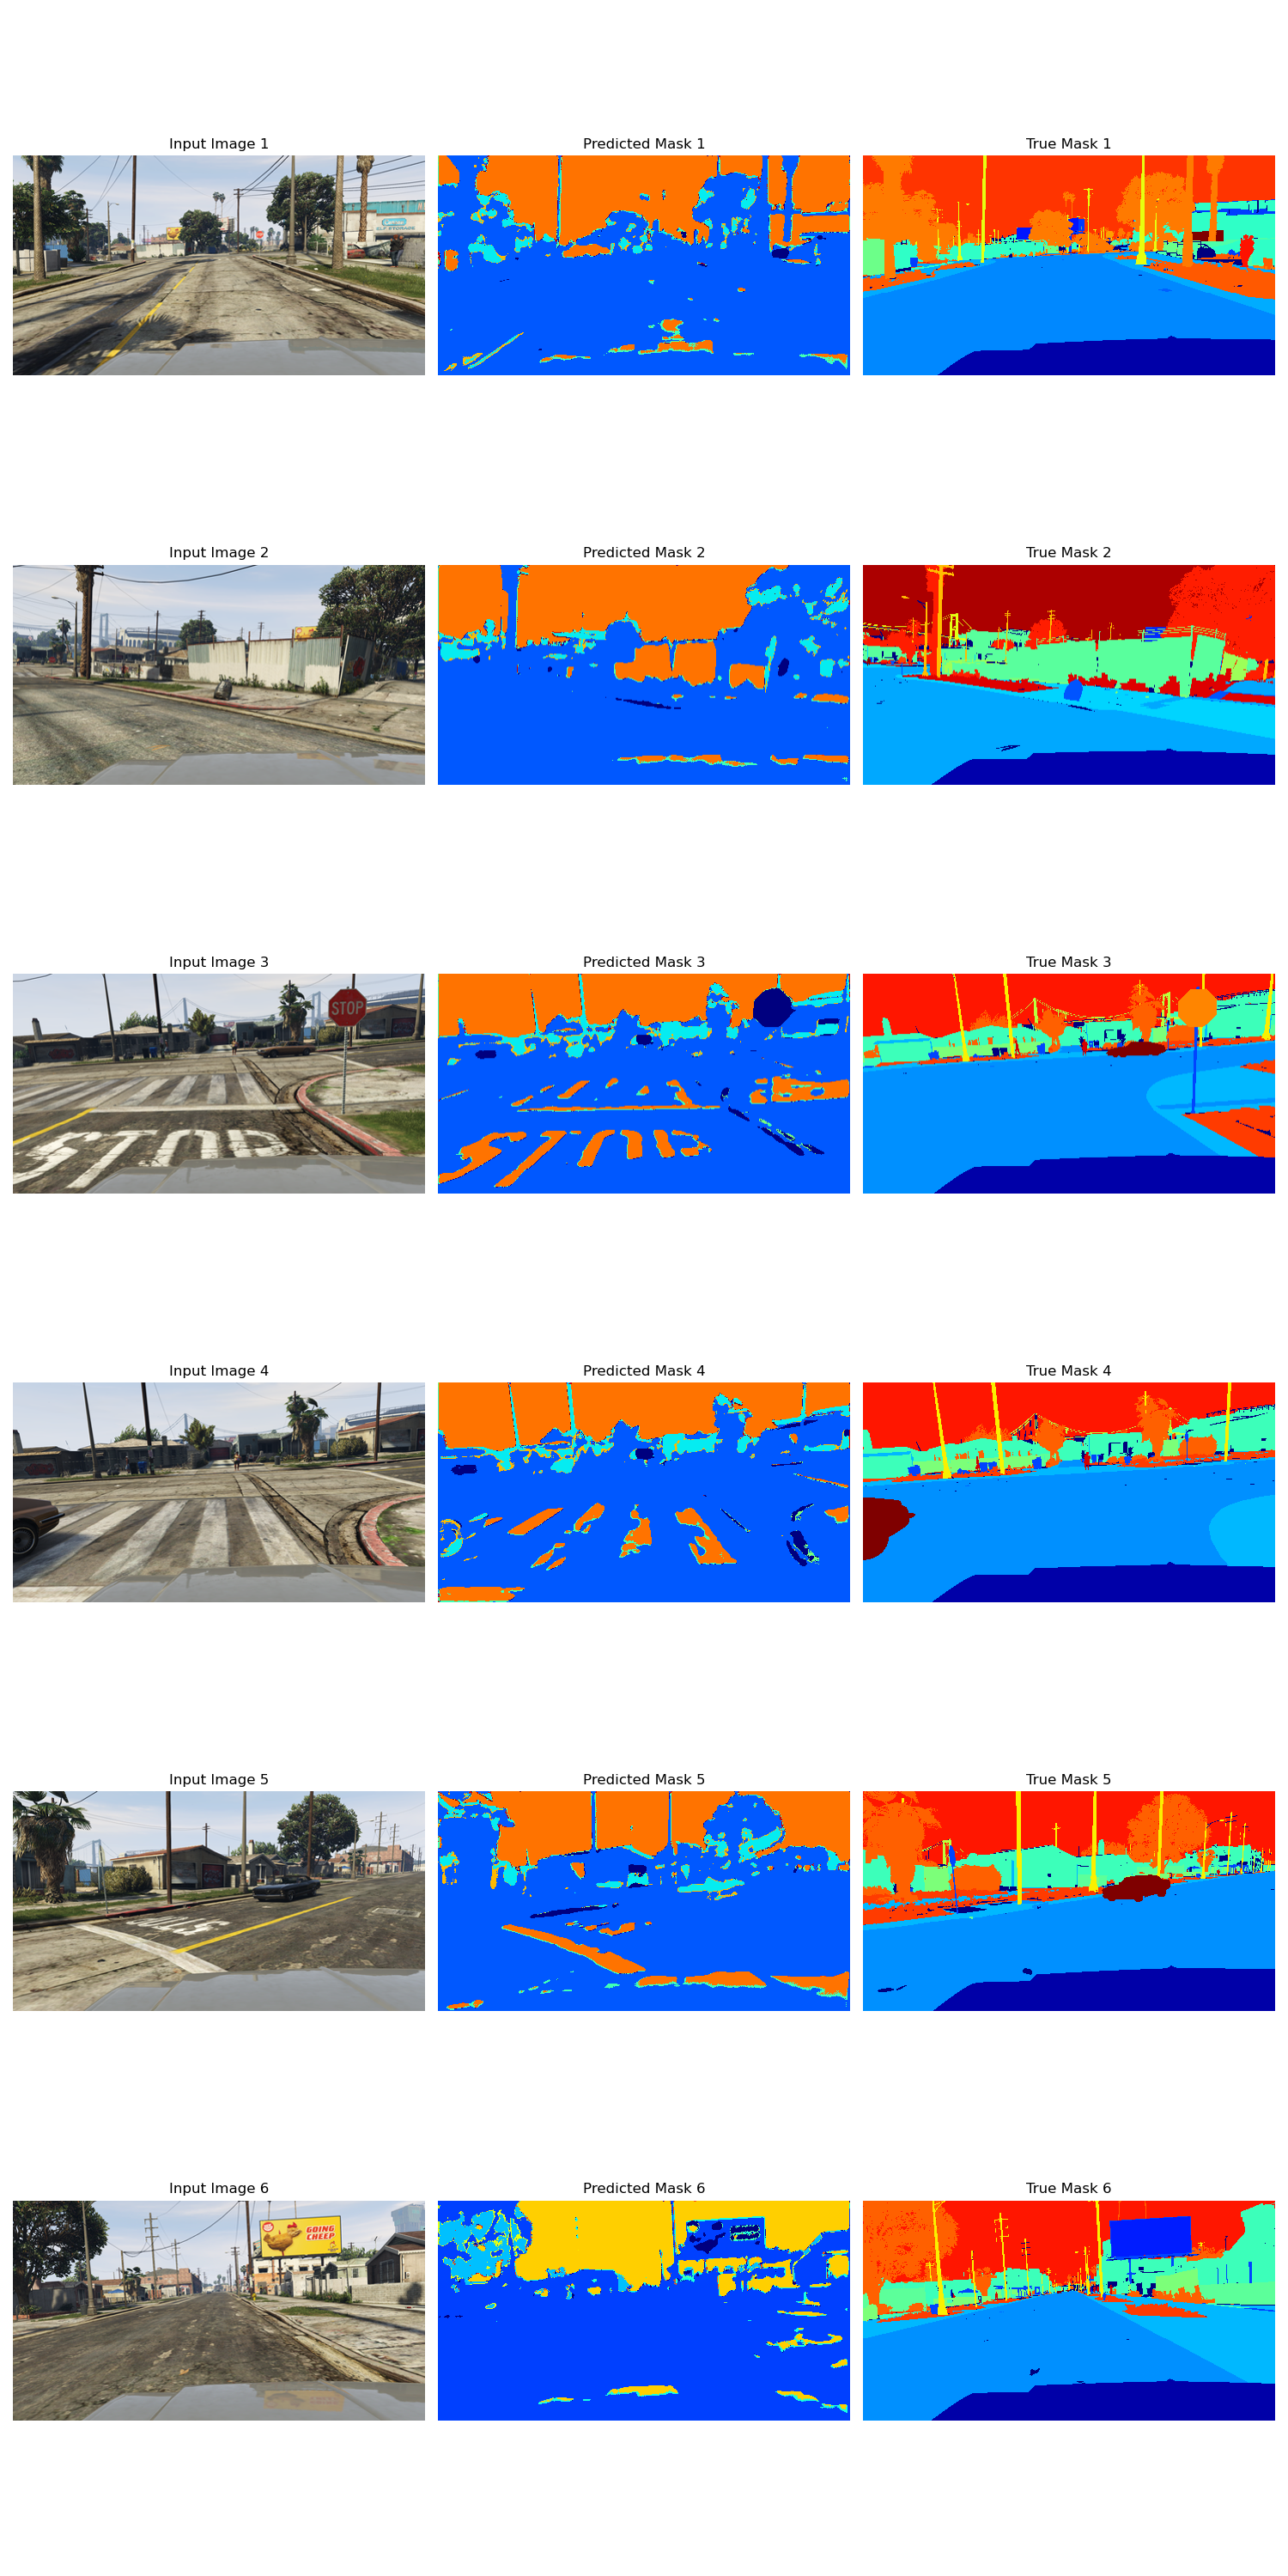 Input Image 1
Predicted Mask 1
True Mask 1
Input Image 2
Predicted Mask 2
True Mask 2
Input Image 3
Predicted Mask 3
True Mask 3
STOP
STOP
Input Image 4
Predicted Mask 4
True Mask 4
Input Image 5
Predicted Mask 5
True Mask 5
Input Image 6
Predicted Mask 6
True Mask 6
GOING
CHEEP